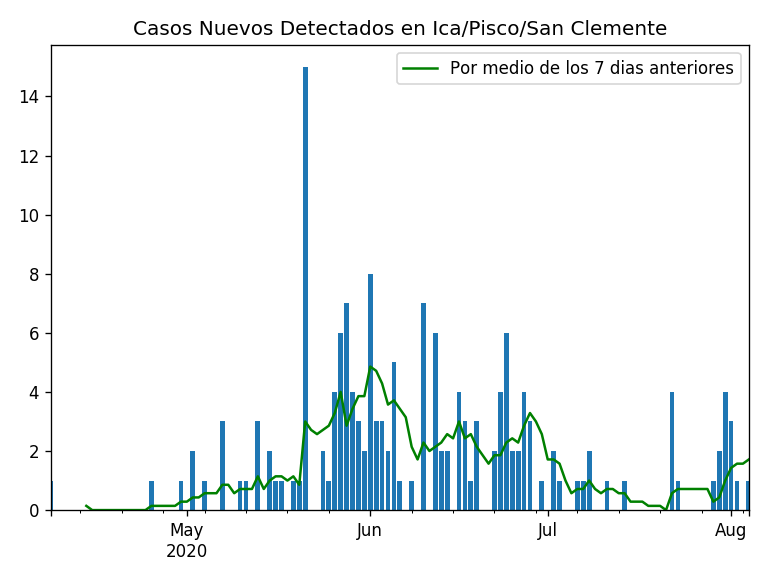 Casos Nuevos Detectados en Ica/Pisco/San Clemente
Por medio de los 7 dias anteriores
14
12
10
8
6
4
2
0
May
2020
Jun
Jul
Aug